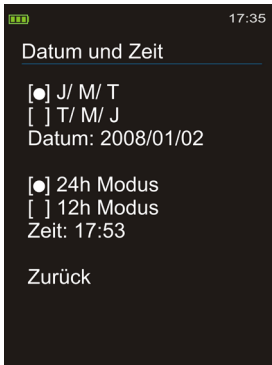 17:35
Datum und Zeit
[●] J/ M/ T
[ ] T/ M/ J
Datum: 2008/01/02
[●] 24h Modus
[ ] 12h Modus
Zeit: 17:53
Zurück